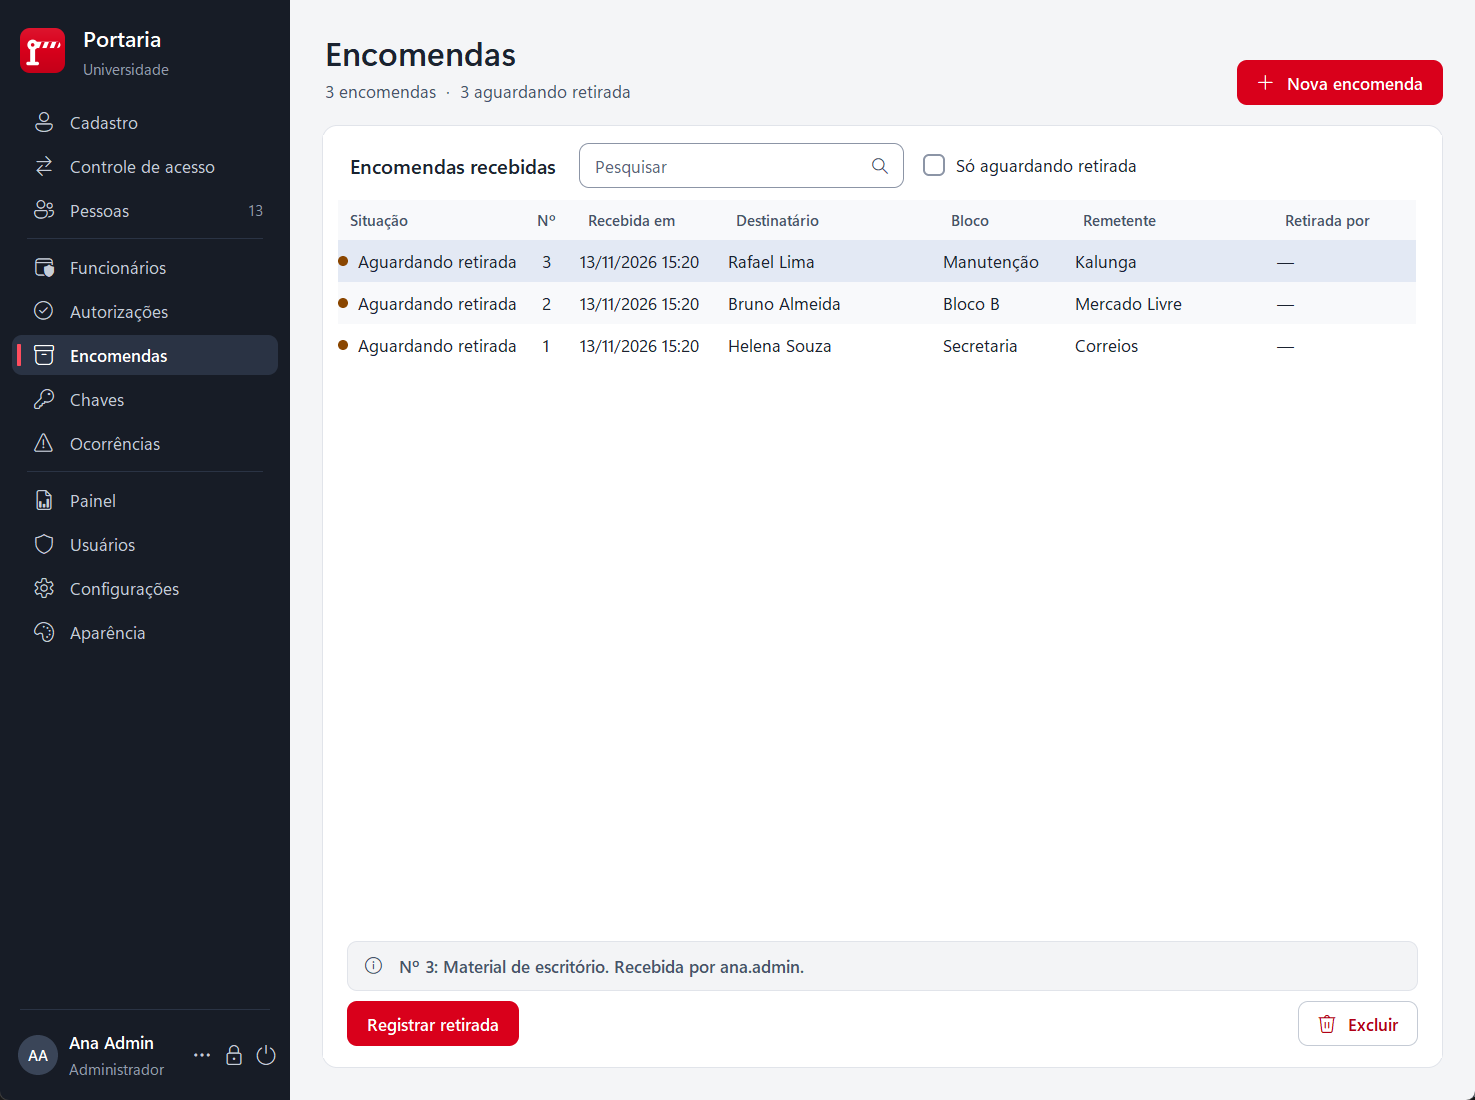 Portaria
Universidade
Cadastro
Controle de acesso
Pessoas 13
Funcionários
Autorizações
Encomendas
Chaves
Ocorrências
Painel
Usuários
Configurações
Aparência
AA
Ana Admin
Administrador
Encomendas
3 encomendas · 3 aguardando retirada
Nova encomenda
Encomendas recebidas
Pesquisar
Só aguardando retirada
Situação Nº Recebida em Destinatário Bloco Remetente Retirada por
Aguardando retirada 3 13/11/2026 15:20 Rafael Lima Manutenção Kalunga —
Aguardando retirada 2 13/11/2026 15:20 Bruno Almeida Bloco B Mercado Livre —
Aguardando retirada 1 13/11/2026 15:20 Helena Souza Secretaria Correios —
Nº 3: Material de escritório. Recebida por ana.admin.
Registrar retirada
Excluir